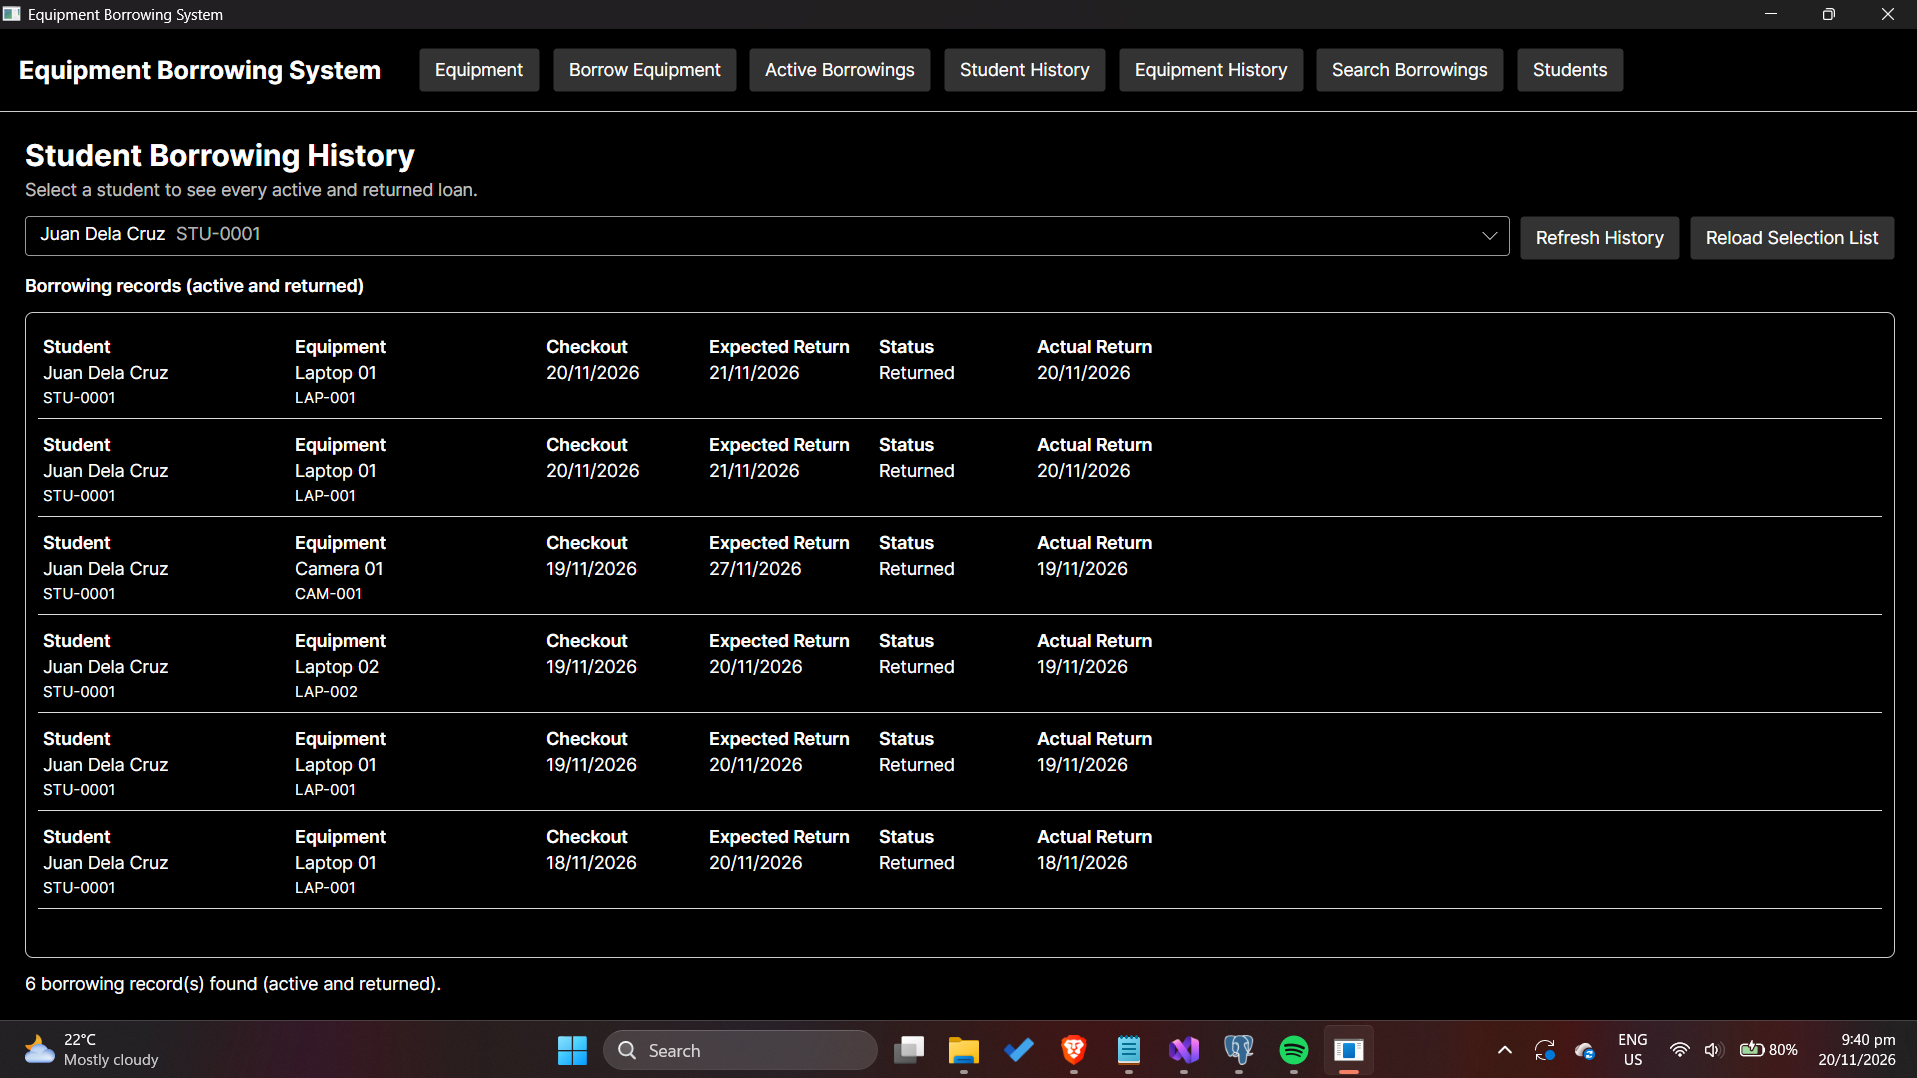 Equipment Borrowing System
Equipment Borrowing System Equipment Borrow Equipment Active Borrowings Student History Equipment History Search Borrowings Students
Student Borrowing History
Select a student to see every active and returned loan.
Juan Dela Cruz STU-0001 Refresh History Reload Selection List
Borrowing records (active and returned)
Student Equipment Checkout Expected Return Status Actual Return
Juan Dela Cruz Laptop 01 20/11/2026 21/11/2026 Returned 20/11/2026
STU-0001 LAP-001
Student Equipment Checkout Expected Return Status Actual Return
Juan Dela Cruz Laptop 01 20/11/2026 21/11/2026 Returned 20/11/2026
STU-0001 LAP-001
Student Equipment Checkout Expected Return Status Actual Return
Juan Dela Cruz Camera 01 19/11/2026 27/11/2026 Returned 19/11/2026
STU-0001 CAM-001
Student Equipment Checkout Expected Return Status Actual Return
Juan Dela Cruz Laptop 02 19/11/2026 20/11/2026 Returned 19/11/2026
STU-0001 LAP-002
Student Equipment Checkout Expected Return Status Actual Return
Juan Dela Cruz Laptop 01 19/11/2026 20/11/2026 Returned 19/11/2026
STU-0001 LAP-001
Student Equipment Checkout Expected Return Status Actual Return
Juan Dela Cruz Laptop 01 18/11/2026 20/11/2026 Returned 18/11/2026
STU-0001 LAP-001
6 borrowing record(s) found (active and returned).
22°C
Mostly cloudy
Search
ENG
US
80%
9:40 pm
20/11/2026